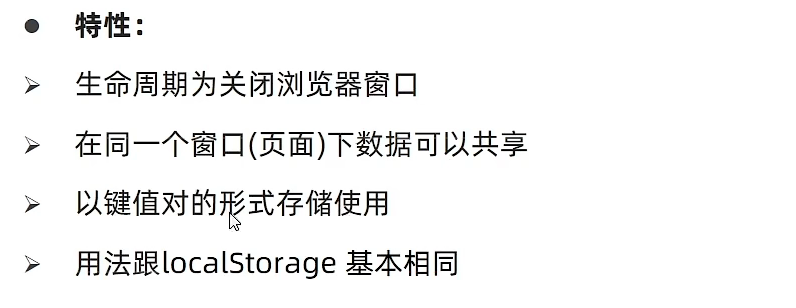 特性：
生命周期为关闭浏览器窗口
在同一个窗口(页面)下数据可以共享
以键值对的形式存储使用
用法跟localStorage 基本相同